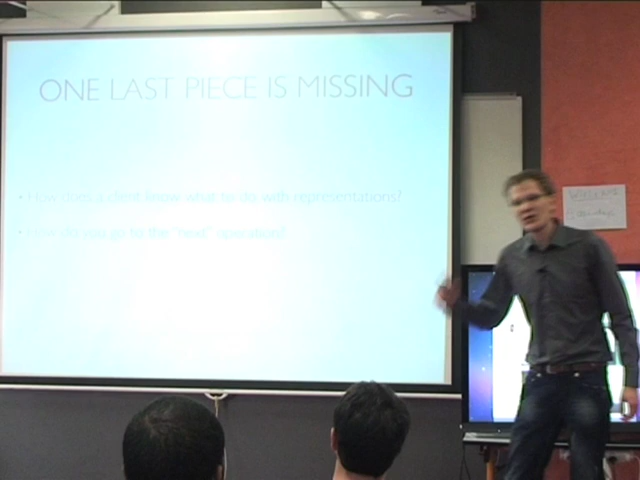 ONE LAST PIECE IS MISSING
• How does a client know what to do with representations?
• How do you go to the "next" operation?